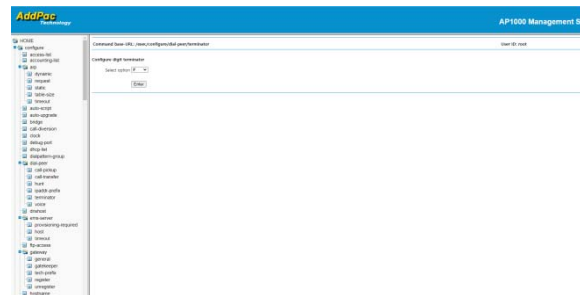 AddPac
Technology
AP1000 Management S
HOME
configure
access-list
accounting-list
arp
dynamic
request
static
table-size
timeout
auto-script
auto-upgrade
bridge
call-diversion
clock
debug-port
dhcp-list
dialpattern-group
dial-peer
call-pickup
call-transfer
hunt
ipaddr-prefix
terminator
voice
dnshost
ems-server
provisioning-required
host
timeout
ftp-access
gateway
general
gatekeeper
tech-prefix
register
unregister
hostname
Command base-URL: /exec/configure/dial-peer/terminator
User ID: root
Configure digit terminator
Select option #
Enter